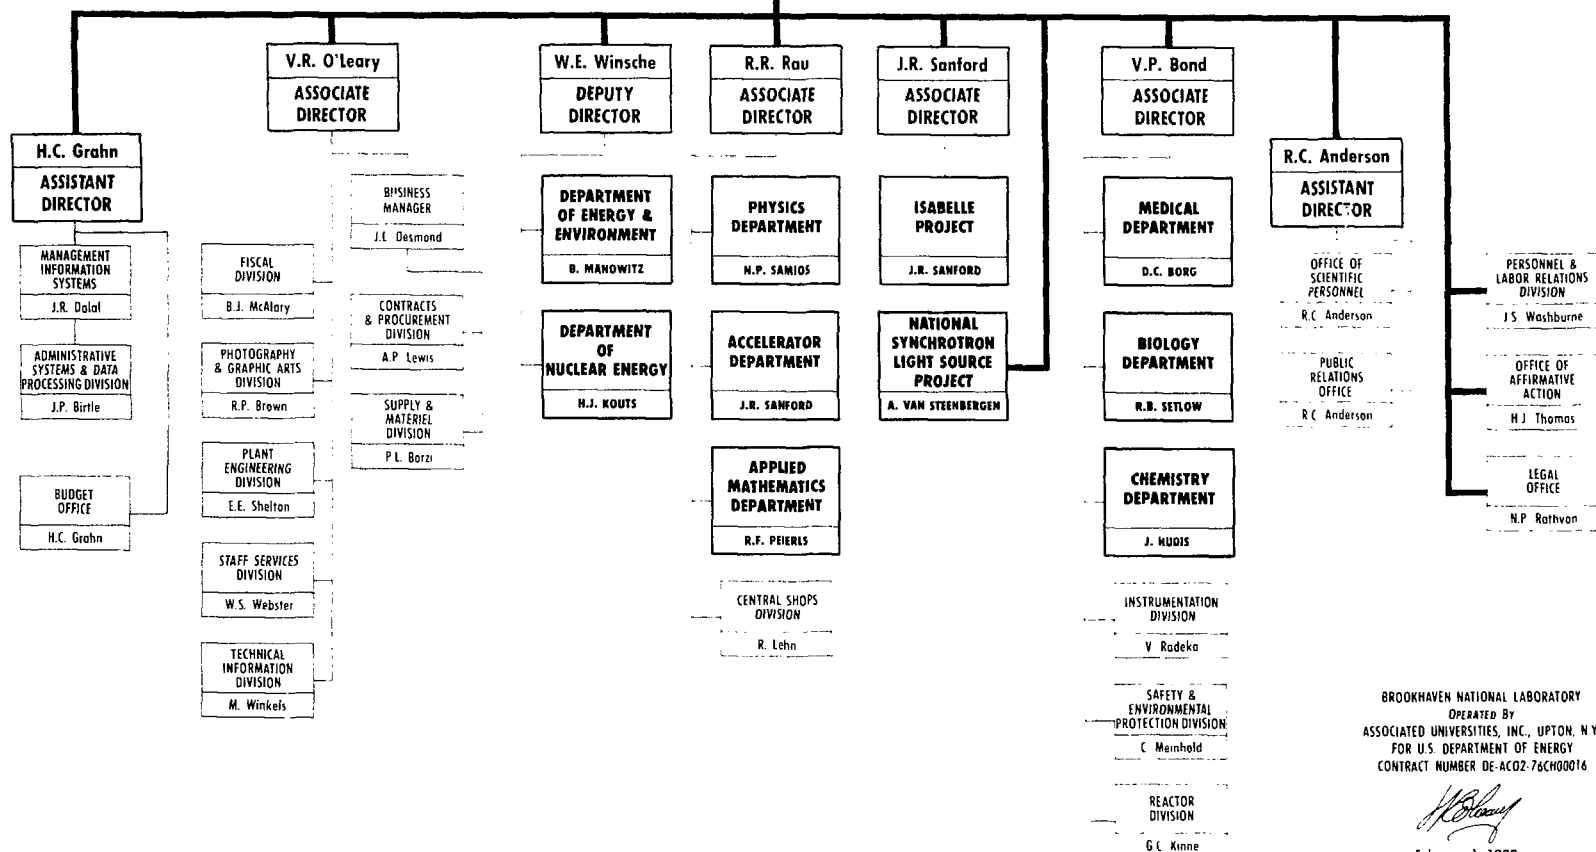 V.R. O'Leary
ASSOCIATE
DIRECTOR
W.E. Winsche
DEPUTY
DIRECTOR
R.R. Rau
ASSOCIATE
DIRECTOR
J.R. Sanford
ASSOCIATE
DIRECTOR
V.P. Bond
ASSOCIATE
DIRECTOR
H.C. Grahn
ASSISTANT
DIRECTOR
R.C. Anderson
ASSISTANT
DIRECTOR
MANAGEMENT
INFORMATION
SYSTEMS
J.R. Dalal
ADMINISTRATIVE
SYSTEMS & DATA
PROCESSING DIVISION
J.P. Birtle
BUDGET
OFFICE
H.C. Grahn
FISCAL
DIVISION
B.J. McAlary
PHOTOGRAPHY
& GRAPHIC ARTS
DIVISION
R.P. Brown
PLANT
ENGINEERING
DIVISION
E.E. Shelton
STAFF SERVICES
DIVISION
W.S. Webster
TECHNICAL
INFORMATION
DIVISION
M. Winkels
BUSINESS
MANAGER
J.L. Desmond
CONTRACTS
& PROCUREMENT
DIVISION
A.P. Lewis
SUPPLY &
MATERIEL
DIVISION
P.L. Barzi
DEPARTMENT
OF ENERGY &
ENVIRONMENT
B. MANOWITZ
DEPARTMENT
OF
NUCLEAR ENERGY
H.J. KOUTS
PHYSICS
DEPARTMENT
N.P. SAMIOS
ACCELERATOR
DEPARTMENT
J.R. SANFORD
APPLIED
MATHEMATICS
DEPARTMENT
R.F. PEIERLS
CENTRAL SHOPS
DIVISION
R. Lehn
ISABELLE
PROJECT
J.R. SANFORD
NATIONAL
SYNCHROTRON
LIGHT SOURCE
PROJECT
A. VAN STEENBERGEN
MEDICAL
DEPARTMENT
D.C. BORG
BIOLOGY
DEPARTMENT
R.B. SETLOW
CHEMISTRY
DEPARTMENT
J. HUDIS
INSTRUMENTATION
DIVISION
V Radeka
SAFETY &
ENVIRONMENTAL
PROTECTION DIVISION
C Meinhold
REACTOR
DIVISION
G C Kinne
OFFICE OF
SCIENTIFIC
PERSONNEL
R.C Anderson
PUBLIC
RELATIONS
OFFICE
R C Anderson
PERSONNEL &
LABOR RELATIONS
DIVISION
J S Washburne
OFFICE OF
AFFIRMATIVE
ACTION
H J Thomas
LEGAL
OFFICE
N.P Rathvon
BROOKHAVEN NATIONAL LABORATORY
OPERATED BY
ASSOCIATED UNIVERSITIES, INC., UPTON, N Y
FOR U.S. DEPARTMENT OF ENERGY
CONTRACT NUMBER DE-AC02-76CH00016